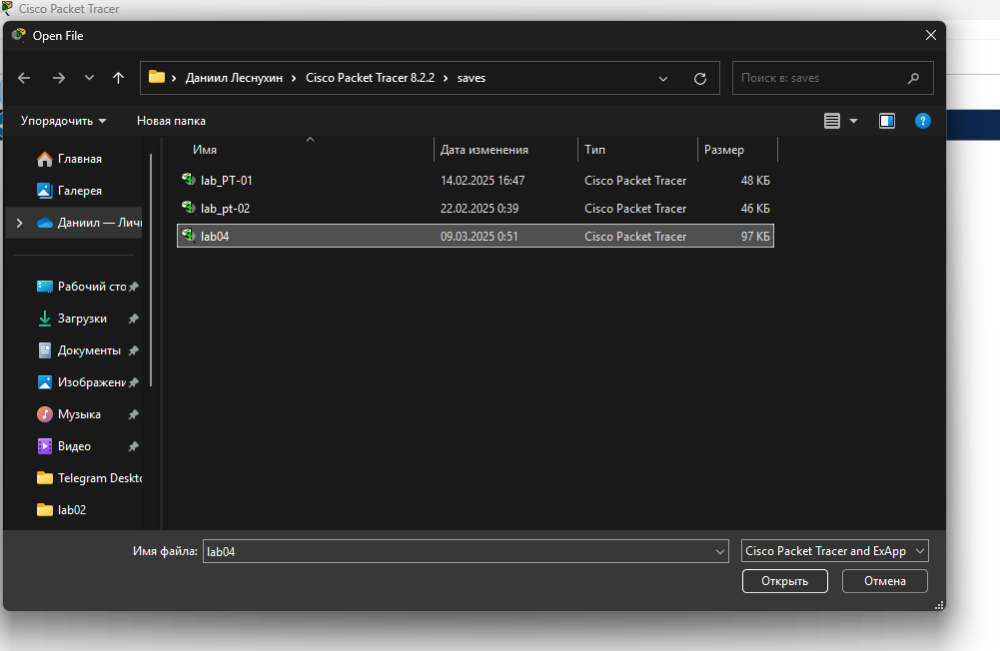 Cisco Packet Tracer
Open File
Даниил Леснухин
Cisco Packet Tracer 8.2.2
saves
Поиск в: saves
Упорядочить
Новая папка
?
Имя
Дата изменения
Тип
Размер
lab_PT-01
14.02.2025 16:47
Cisco Packet Tracer
48 КБ
lab_pt-02
22.02.2025 0:39
Cisco Packet Tracer
46 КБ
lab04
09.03.2025 0:51
Cisco Packet Tracer
97 КБ
Главная
Галерея
Даниил — Личн
Рабочий сто
Загрузки
Документы
Изображени
Музыка
Видео
Telegram Deskto
lab02
Имя файла:
lab04
Cisco Packet Tracer and ExApp
Открыть
Отмена